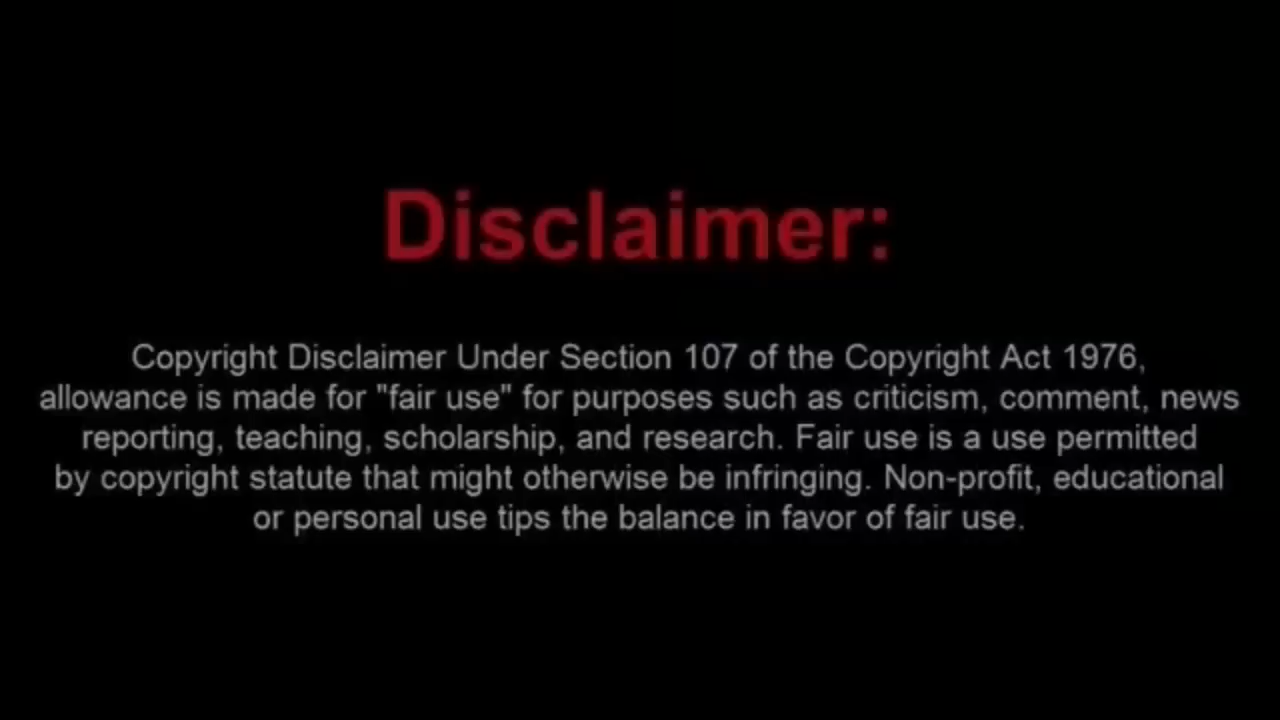 Disclaimer:
Copyright Disclaimer Under Section 107 of the Copyright Act 1976,
allowance is made for "fair use" for purposes such as criticism, comment, news
reporting, teaching, scholarship, and research. Fair use is a use permitted
by copyright statute that might otherwise be infringing. Non-profit, educational
or personal use tips the balance in favor of fair use.